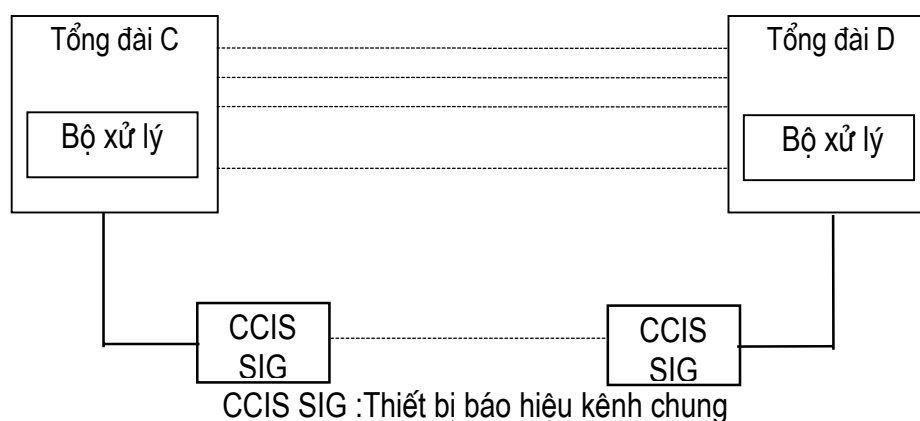 Tổng đài C
Tổng đài D
Bộ xử lý
Bộ xử lý
CCIS
SIG
CCIS
SIG
CCIS SIG :Thiết bị báo hiệu kênh chung